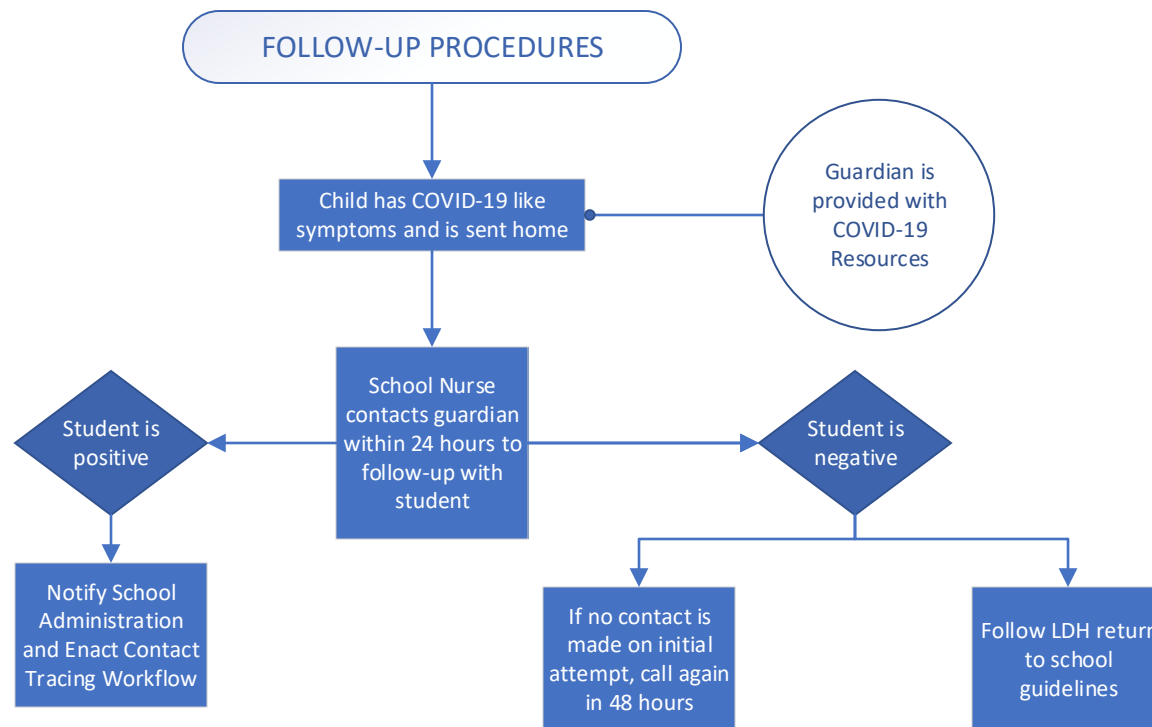 FOLLOW-UP PROCEDURES
Child has COVID-19 like
symptoms and is sent home
Guardian is
provided with
COVID-19
Resources
School Nurse
contacts guardian
within 24 hours to
follow-up with
student
Student is
positive
Student is
negative
Notify School
Administration
and Enact Contact
Tracing Workflow
If no contact is
made on initial
attempt, call again
in 48 hours
Follow LDH return
to school
guidelines